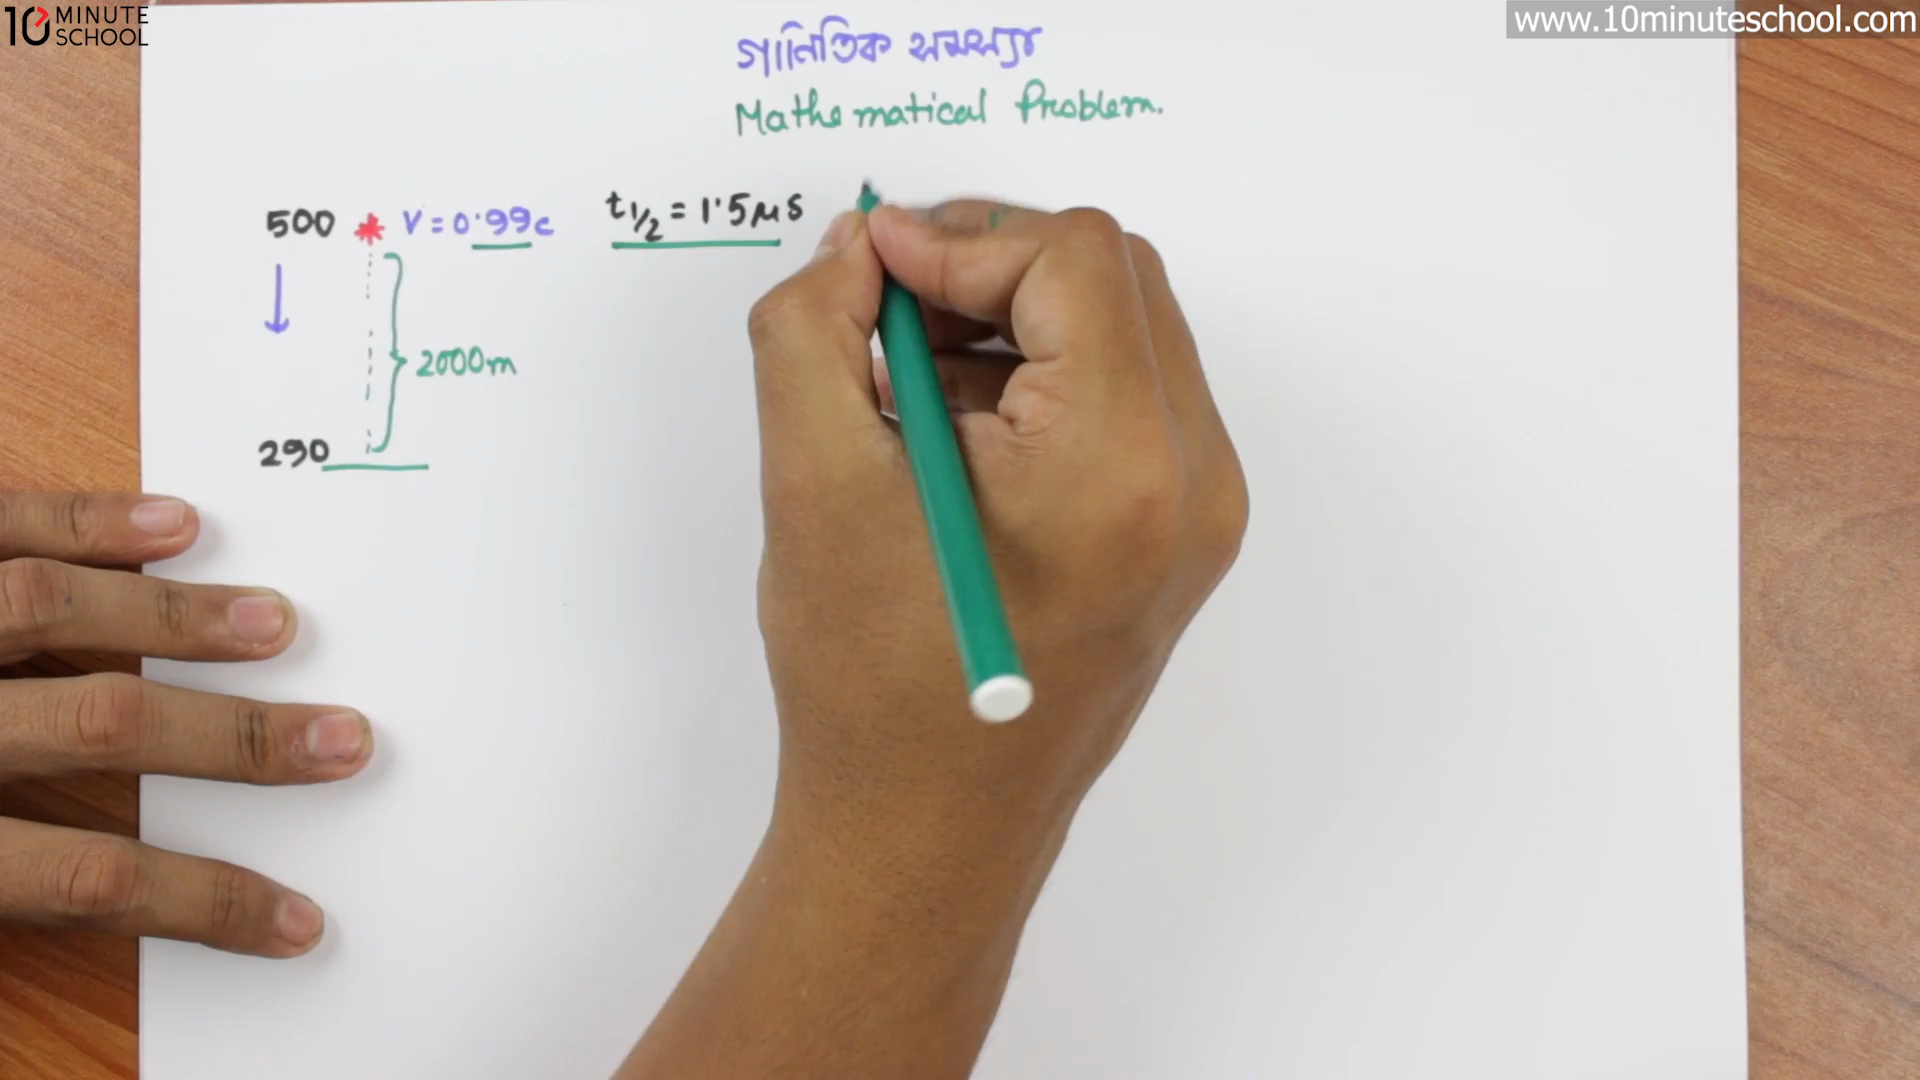 10 MINUTE SCHOOL
www.10minuteschool.com
গানিতিক সমস্যা
Mathematical Problem.
500 V = 0.99c t1/2 = 1.5μs
2000m
290